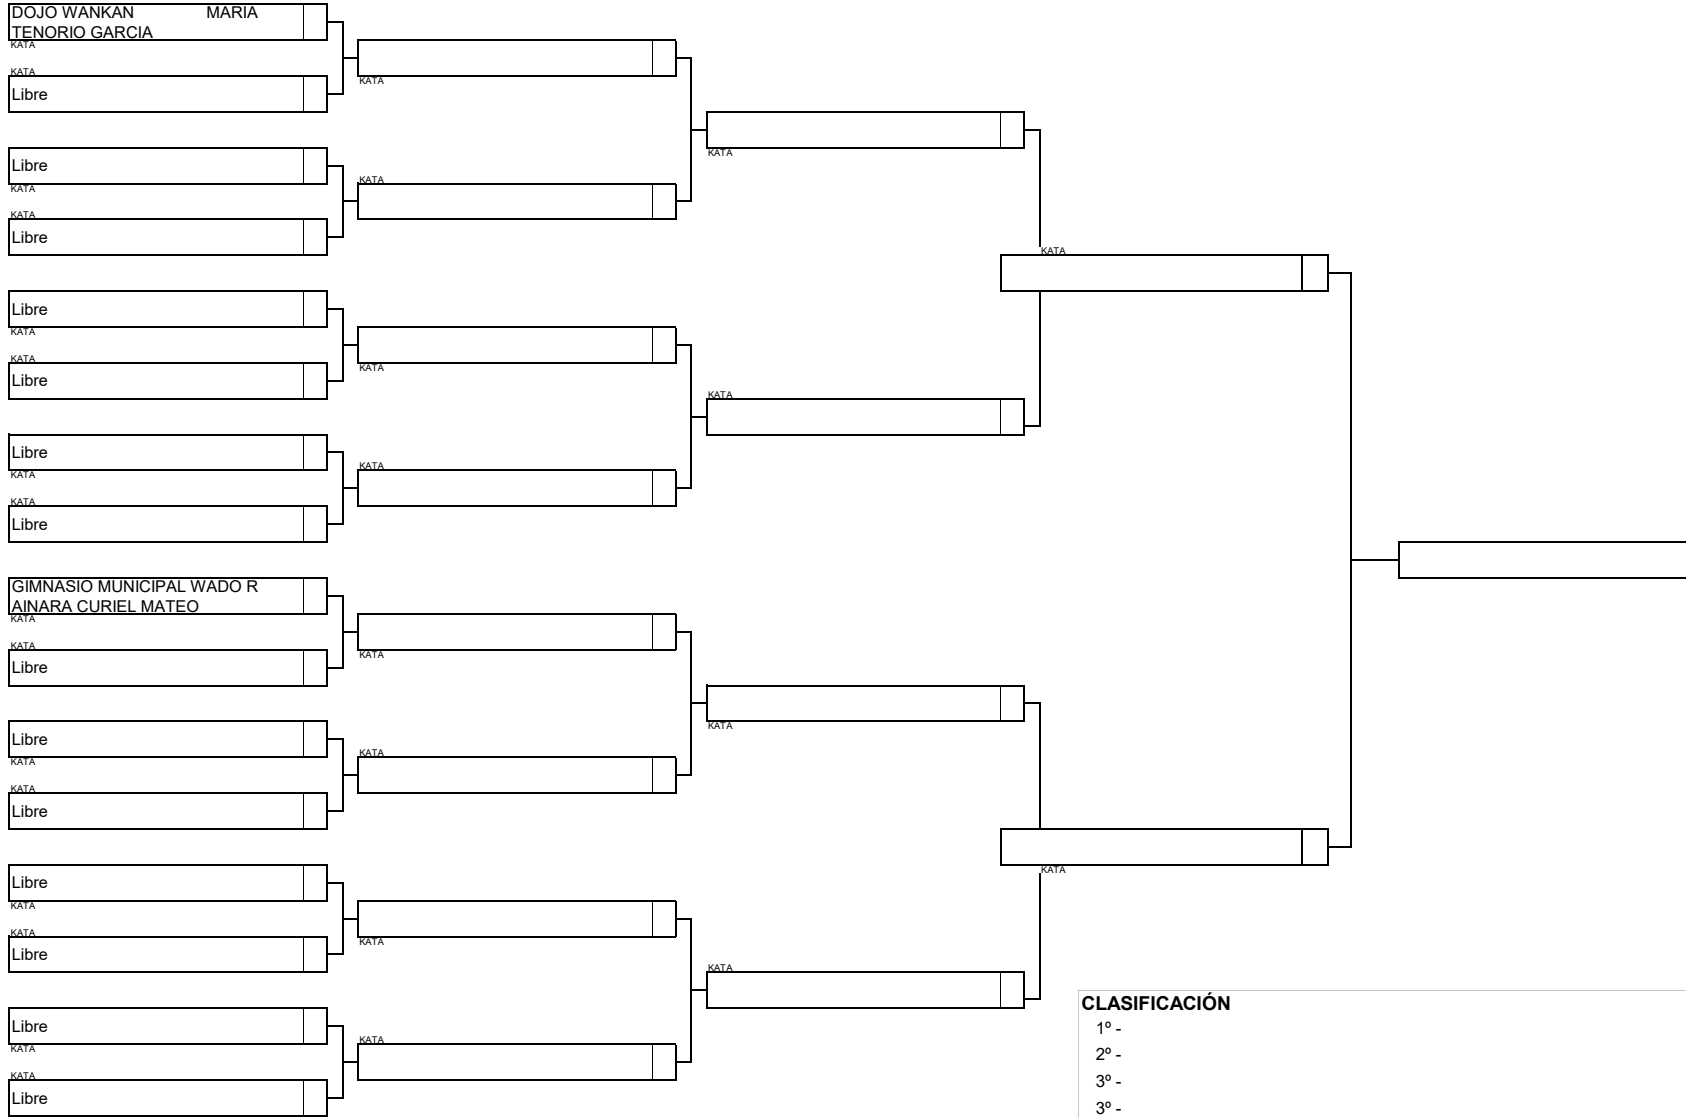 DOJO WANKAN MARIA
TENORIO GARCIA
KATA
KATA
Libre
Libre
KATA
KATA
Libre
Libre
KATA
KATA
Libre
Libre
KATA
KATA
Libre
GIMNASIO MUNICIPAL WADO R
AINARA CURIEL MATEO
KATA
KATA
Libre
Libre
KATA
KATA
Libre
Libre
KATA
KATA
Libre
Libre
KATA
KATA
Libre
KATA
KATA
KATA
KATA
KATA
KATA
KATA
KATA
KATA
KATA
KATA
KATA
KATA
KATA
CLASIFICACIÓN
1º -
2º -
3º -
3º -